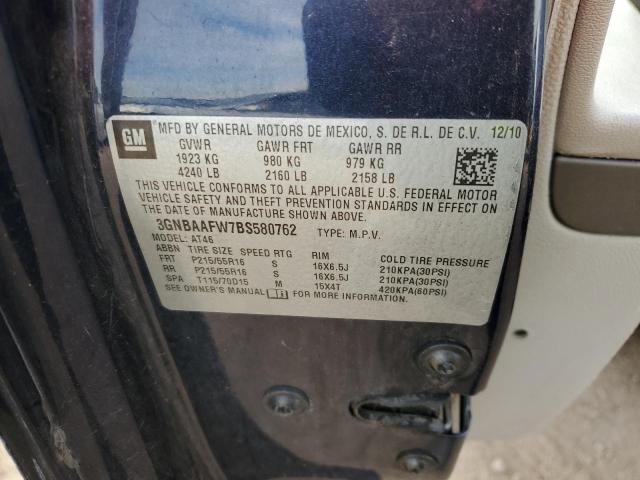 GM
MFD BY GENERAL MOTORS DE MEXICO, S. DE R.L. DE C.V. 12/10
GVWR GAWR FRT GAWR RR
1923 KG 980 KG 979 KG
4240 LB 2160 LB 2158 LB
THIS VEHICLE CONFORMS TO ALL APPLICABLE U.S. FEDERAL MOTOR
VEHICLE SAFETY AND THEFT PREVENTION STANDARDS
IN EFFECT ON THE DATE OF MANUFACTURE SHOWN ABOVE.
3GNBAAFW7BS580762 TYPE: M.P.V.
MODEL: AT46
ABBN TIRE SIZE SPEED RTG RIM COLD TIRE PRESSURE
FRT P215/55R16 S 16X6.5J 210KPA(30PSI)
RR P215/55R16 S 16X6.5J 210KPA(30PSI)
SPA T115/70D15 M 15X4T 420KPA(60PSI)
SEE OWNER'S MANUAL FOR MORE INFORMATION.